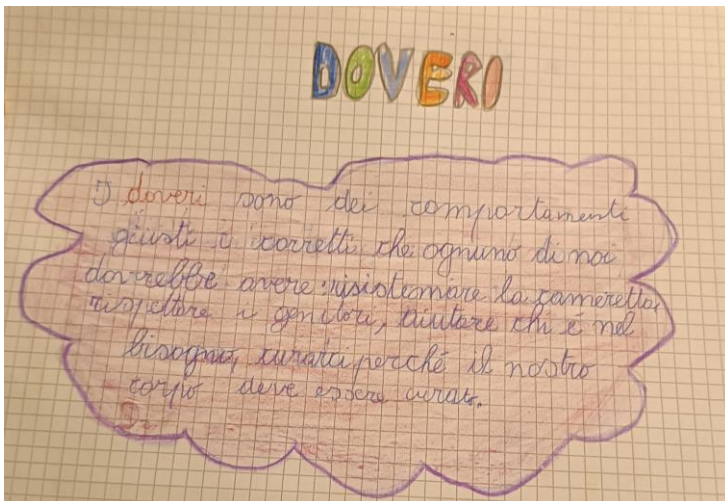 DOVERI
I doveri sono dei comportamenti
giusti i corretti che ognuno di noi
dovrebbe avere: risistemare la cameretta,
rispettare i genitori, aiutare chi è nel
bisogno, curarci perché il nostro
corpo deve essere curato.